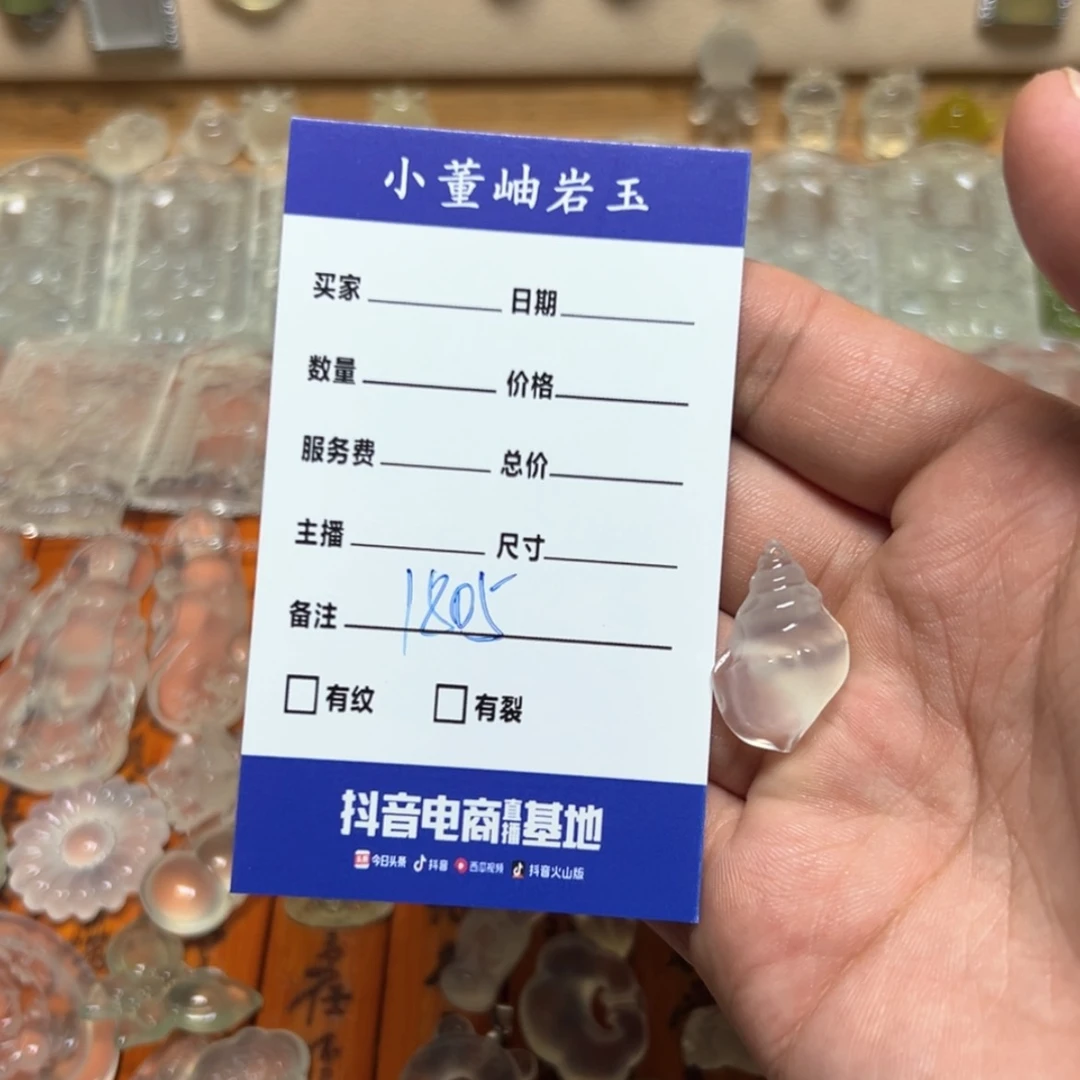 小董岫岩玉
买家 日期
数量 价格
服务费 总价
主播 尺寸
备注 1805
有纹 有裂
抖音电商直播基地
今日头条 抖音 西瓜视频 抖音火山版